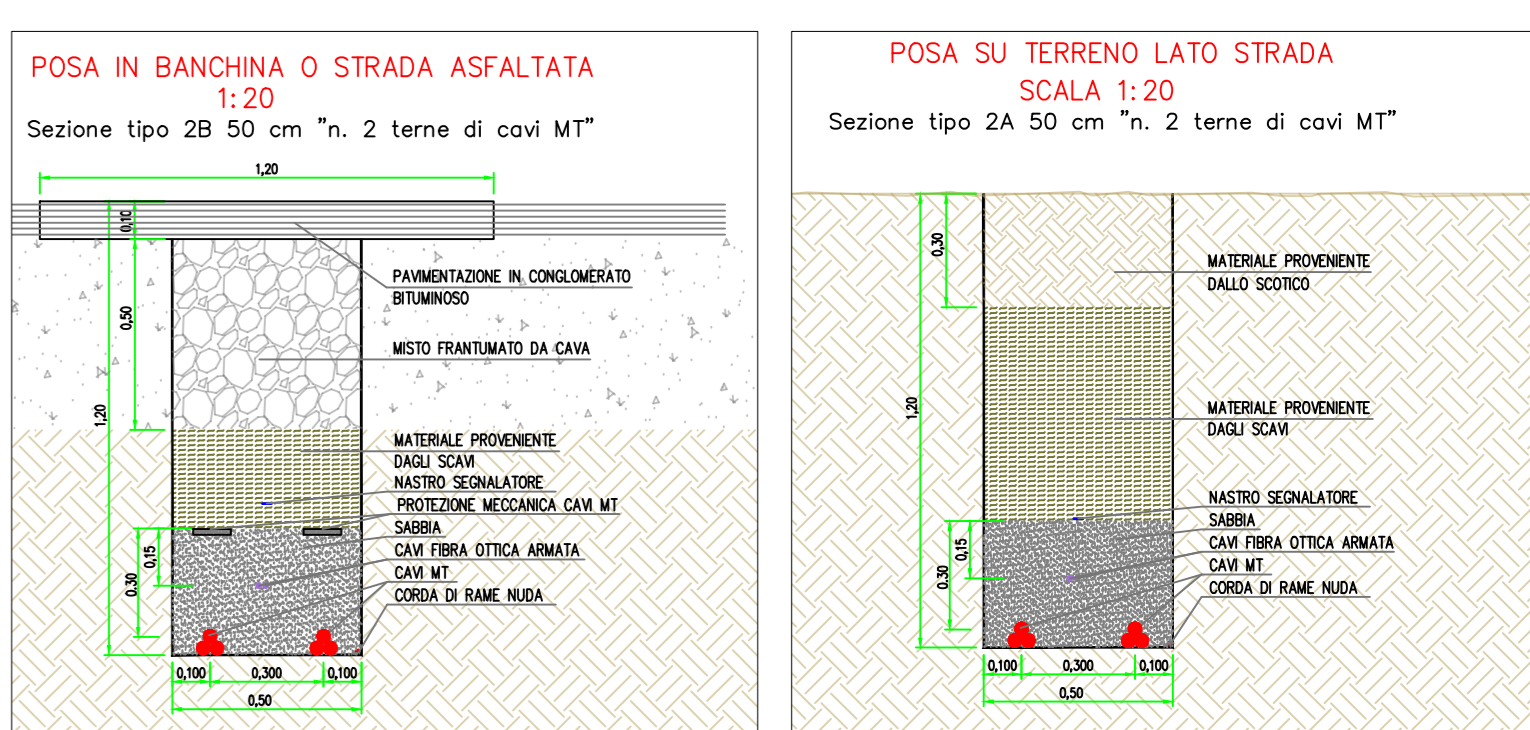 POSA IN BANCHINA O STRADA ASFALTATA
1:20
Sezione tipo 2B 50 cm "n. 2 terne di cavi MT"
1,20
0,10
0,50
1,20
PAVIMENTAZIONE IN CONGLOMERATO
BITUMINOSO
MISTO FRANTUMATO DA CAVA
MATERIALE PROVENIENTE
DAGLI SCAVI
NASTRO SEGNALATORE
PROTEZIONE MECCANICA CAVI MT
SABBIA
CAVI FIBRA OTTICA ARMATA
CAVI MT
CORDA DI RAME NUDA
0,15
0.30
0,100
0,300
0,100
0,50
POSA SU TERRENO LATO STRADA
SCALA 1:20
Sezione tipo 2A 50 cm "n. 2 terne di cavi MT"
0,30
1,20
MATERIALE PROVENIENTE
DALLO SCOTICO
MATERIALE PROVENIENTE
DAGLI SCAVI
NASTRO SEGNALATORE
SABBIA
CAVI FIBRA OTTICA ARMATA
CAVI MT
CORDA DI RAME NUDA
0,15
0.30
0,100
0,300
0,100
0,50